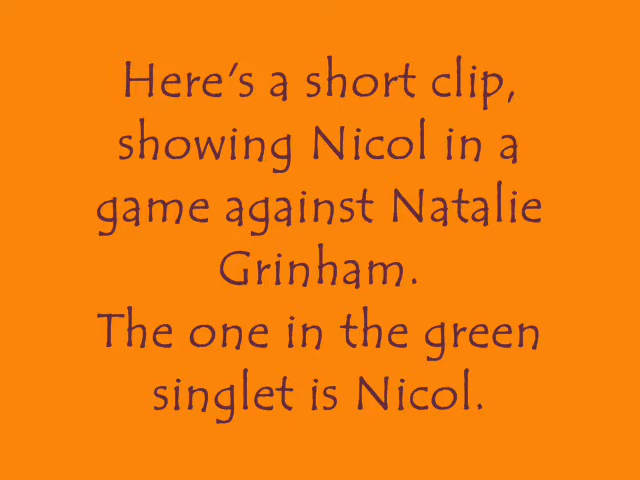 Here's a short clip,
showing Nicol in a
game against Natalie
Grinham.
The one in the green
singlet is Nicol.